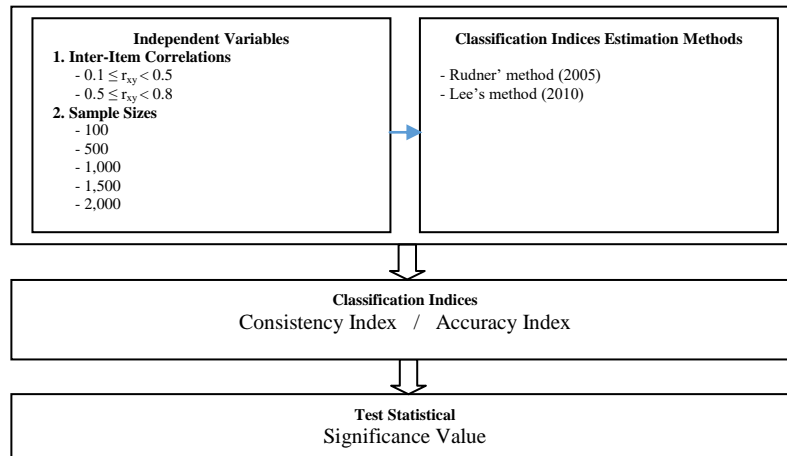 Independent Variables
1. Inter-Item Correlations
- 0.1 ≤ rxy < 0.5
- 0.5 ≤ rxy < 0.8
2. Sample Sizes
- 100
- 500
- 1,000
- 1,500
- 2,000
Classification Indices Estimation Methods
- Rudner’ method (2005)
- Lee’s method (2010)
Classification Indices
Consistency Index / Accuracy Index
Test Statistical
Significance Value